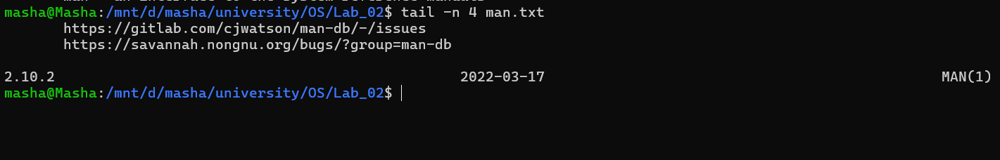 masha@Masha:/mnt/d/masha/university/OS/Lab_02$ tail -n 4 man.txt
       https://gitlab.com/cjwatson/man-db/-/issues
       https://savannah.nongnu.org/bugs/?group=man-db
2.10.2                                                2022-03-17                                               MAN(1)
masha@Masha:/mnt/d/masha/university/OS/Lab_02$